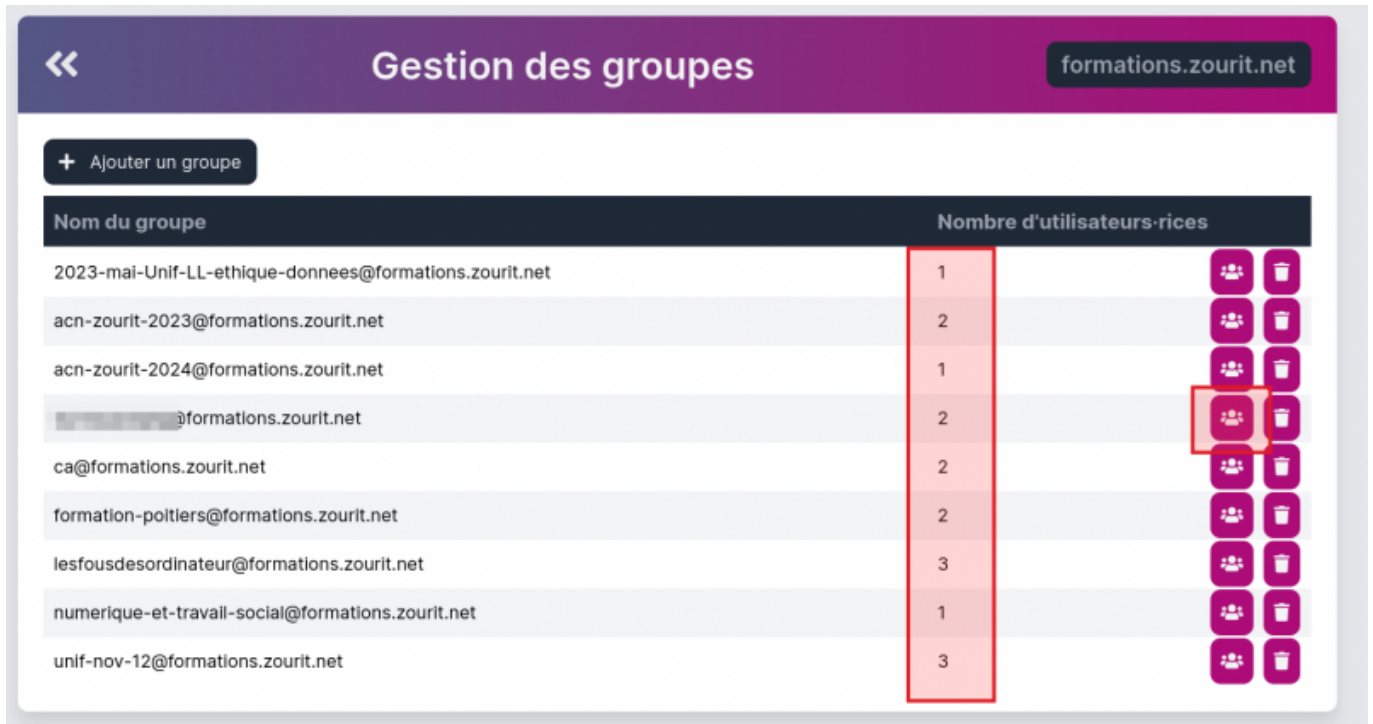 Gestion des groupes formations.zourit.net
+ Ajouter un groupe
Nom du groupe Nombre d'utilisateurs·rices
2023-mai-Unif-LL-ethique-donnees@formations.zourit.net 1
acn-zourit-2023@formations.zourit.net 2
acn-zourit-2024@formations.zourit.net 1
@formations.zourit.net 2
ca@formations.zourit.net 2
formation-poitiers@formations.zourit.net 2
lesfousdesordinateur@formations.zourit.net 3
numerique-et-travail-social@formations.zourit.net 1
unif-nov-12@formations.zourit.net 3